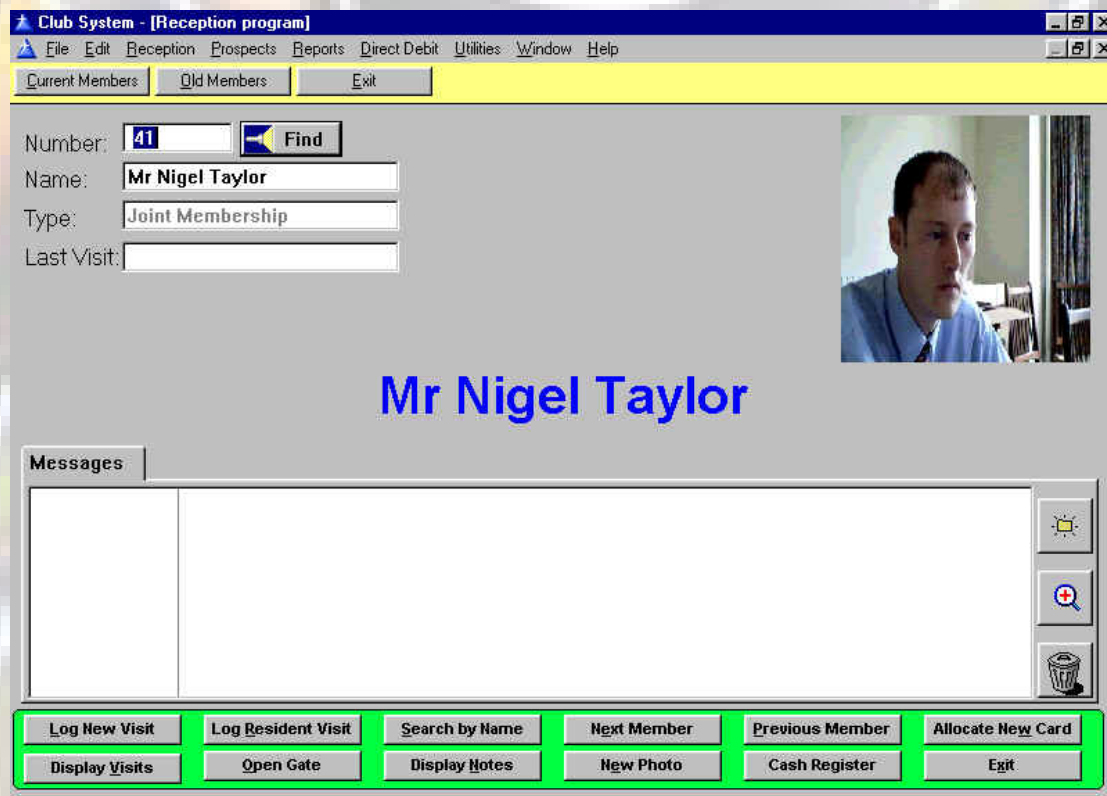 Club System - [Reception program]
File Edit Reception Prospects Reports Direct Debit Utilities Window Help
Current Members Old Members Exit
Number: 41 Find
Name: Mr Nigel Taylor
Type: Joint Membership
Last Visit:
Mr Nigel Taylor
Messages
Log New Visit Log Resident Visit Search by Name Next Member Previous Member Allocate New Card
Display Visits Open Gate Display Notes New Photo Cash Register Exit